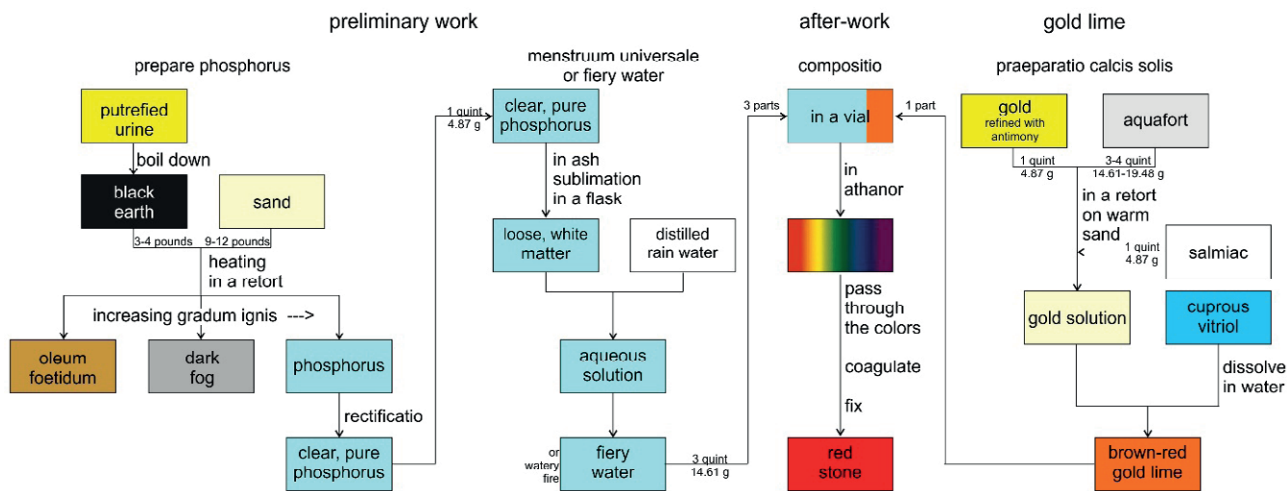 preliminary work
after-work
gold lime
prepare phosphorus
menstruum universale
or fiery water
compositio
praeparatio calcis solis
putrefied
urine
boil down
black
earth
sand
3-4 pounds
9-12 pounds
heating
in a retort
increasing gradum ignis --->
oleum
foetidum
dark
fog
phosphorus
rectificatio
clear, pure
phosphorus
1 quint
4.87 g
clear, pure
phosphorus
in ash
sublimation
in a flask
loose, white
matter
distilled
rain water
aqueous
solution
or
watery
fire
fiery
water
3 quint
14.61 g
3 parts
in a vial
1 part
in
athanor
pass
through
the colors
coagulate
fix
red
stone
gold
refined with
antimony
aquafort
1 quint
4.87 g
3-4 quint
14.61-19.48 g
in a retort
on warm
sand
1 quint
4.87 g
salmiac
gold solution
cuprous
vitriol
dissolve
in water
brown-red
gold lime